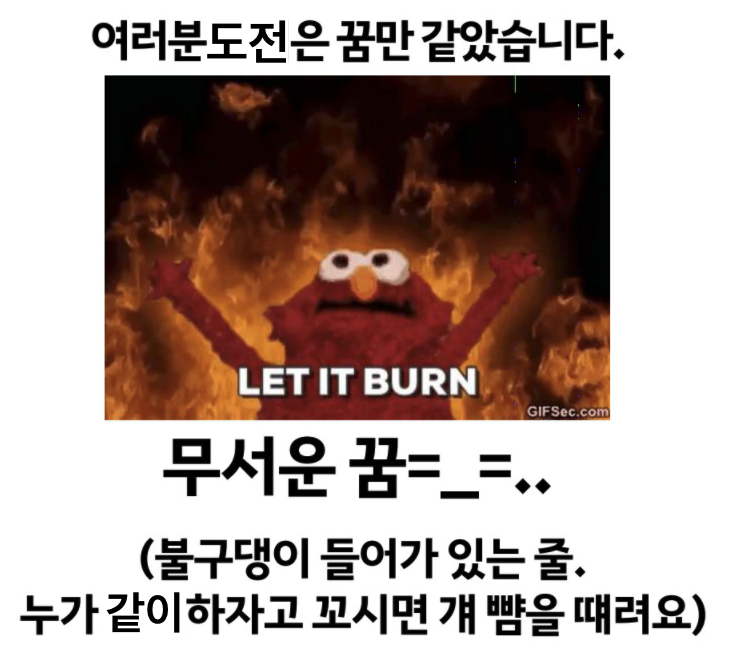 여러분도전은 꿈만 같았습니다.
LET IT BURN
GIFSec.com
무서운 꿈=_=..
(불구댕이 들어가 있는 줄.
누가 같이하자고 꼬시면 걔 뺨을 떄려요)